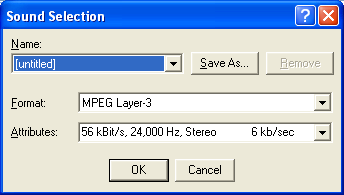 Sound Selection
Name:
[untitled]
Save As...
Remove
Format:
MPEG Layer-3
Attributes:
56 kBit/s, 24,000 Hz, Stereo 6 kb/sec
OK
Cancel